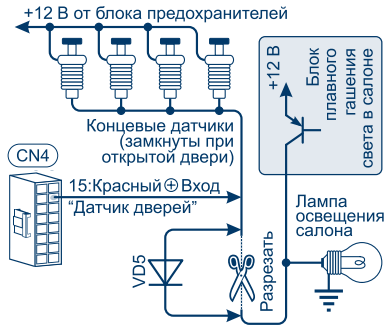 +12 В от блока предохранителей
+12 В
Блок
плавного
гашения
света в салоне
Концевые датчики
(замкнуты при
открытой двери)
CN4
15:Красный ⊕ Вход
"Датчик дверей"
Лампа
освещения
салона
VD5
Разрезать